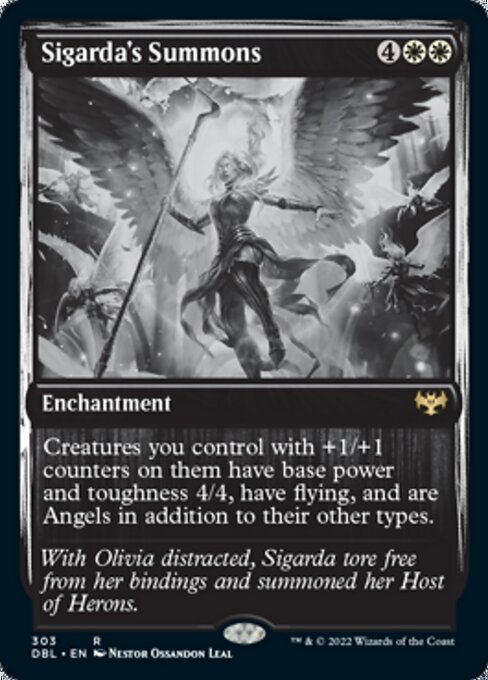 Sigarda's Summons 4
Enchantment
Creatures you control with +1/+1
counters on them have base power
and toughness 4/4, have flying, and are
Angels in addition to their other types.
With Olivia distracted, Sigarda tore free
from her bindings and summoned her Host
of Herons.
303 R
DBL • EN Nestor Ossandon Leal
™ & © 2022 Wizards of the Coast